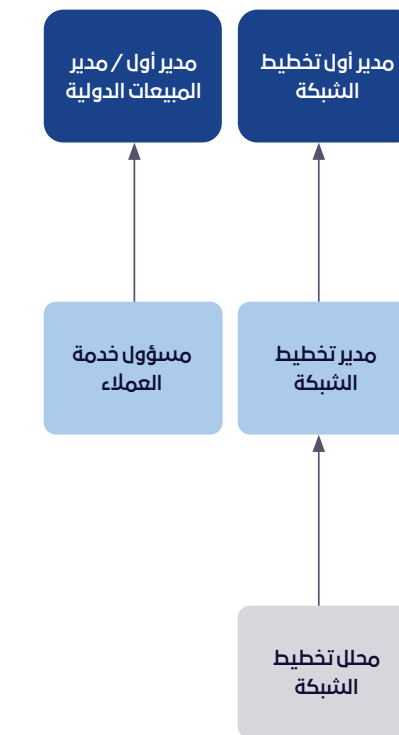 مدير أول تخطيط
الشبكة
مدير أول / مدير
المبيعات الدولية
مدير تخطيط
الشبكة
مسؤول خدمة
العملاء
محلل تخطيط
الشبكة